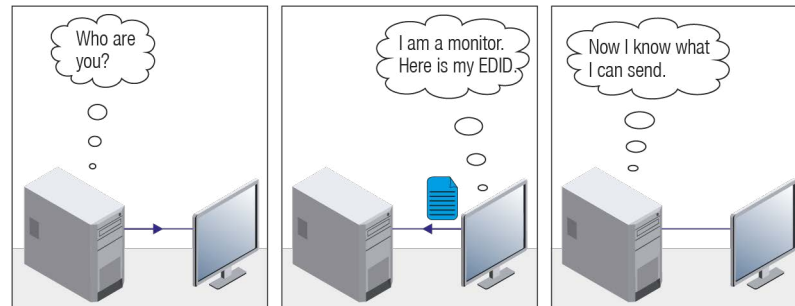 Who are
you?
I am a monitor.
Here is my EDID.
Now I know what
I can send.